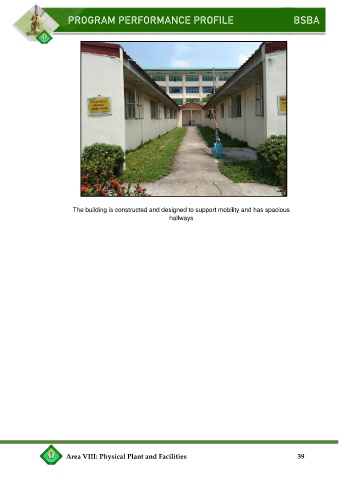 PROGRAM PERFORMANCE PROFILE BSBA
The building is constructed and designed to support mobility and has spacious
hallways
Area VIII: Physical Plant and Facilities 39